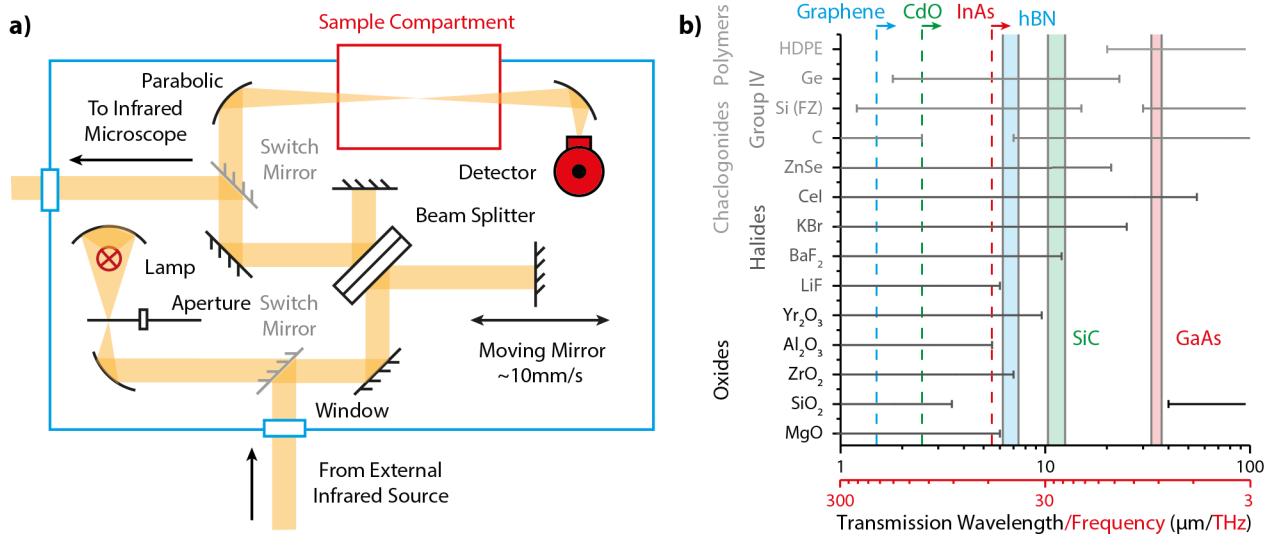 a)
Sample Compartment
Parabolic
To Infrared
Microscope
Switch
Mirror
Detector
Beam Splitter
Lamp
Aperture
Switch
Mirror
Moving Mirror
~10mm/s
Window
From External
Infrared Source
b)
Graphene
CdO
InAs
hBN
Polymers
Group IV
Chaclogonides
Halides
Oxides
HDPE
Ge
Si (FZ)
C
ZnSe
CeI
KBr
BaF₂
LiF
Yr₂O₃
Al₂O₃
ZrO₂
SiO₂
MgO
SiC
GaAs
1 10 100
300 30 3
Transmission Wavelength/Frequency (µm/THz)